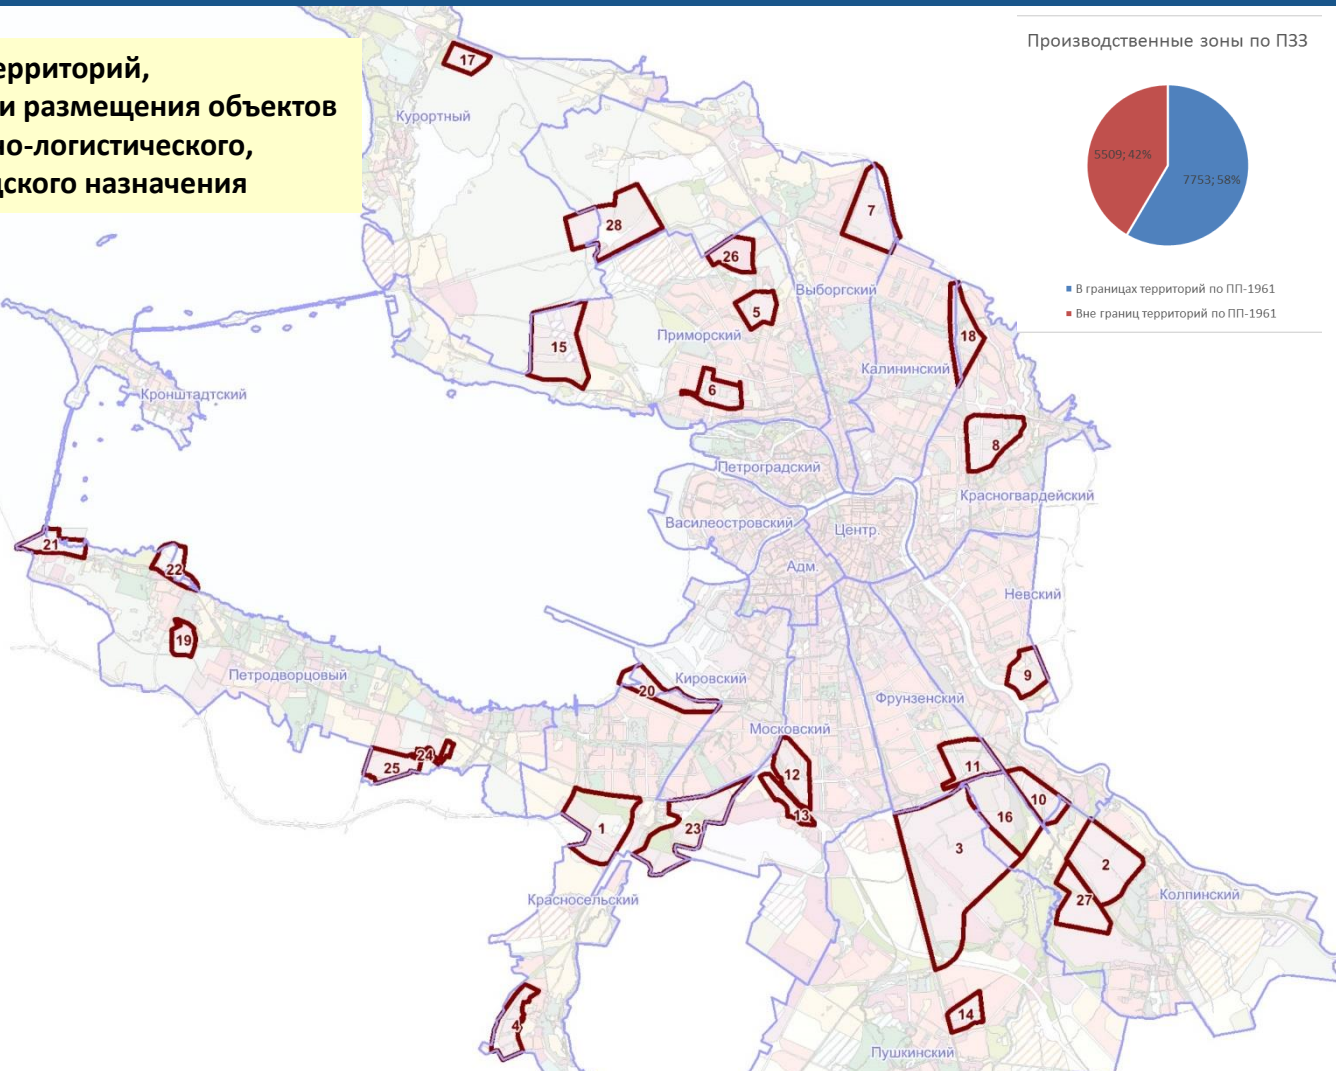 ерриторий,
и размещения объектов
но-логистического,
дского назначения
Производственные зоны по ПЗЗ
5509; 42%
7753; 58%
В границах территорий по ПП-1961
Вне границ территорий по ПП-1961
17
Курортный
28
7
26
Выборгский
5
Приморский
15
18
Калининский
6
Кронштадтский
8
Петроградский
Красногвардейский
Василеостровский
Центр.
21
22
Адм.
Невский
19
Петродворцовый
20
Кировский
9
Фрунзенский
Московский
24
25
11
12
10
13
16
1
23
3
2
27
Красносельский
Колпинский
4
14
Пушкинский